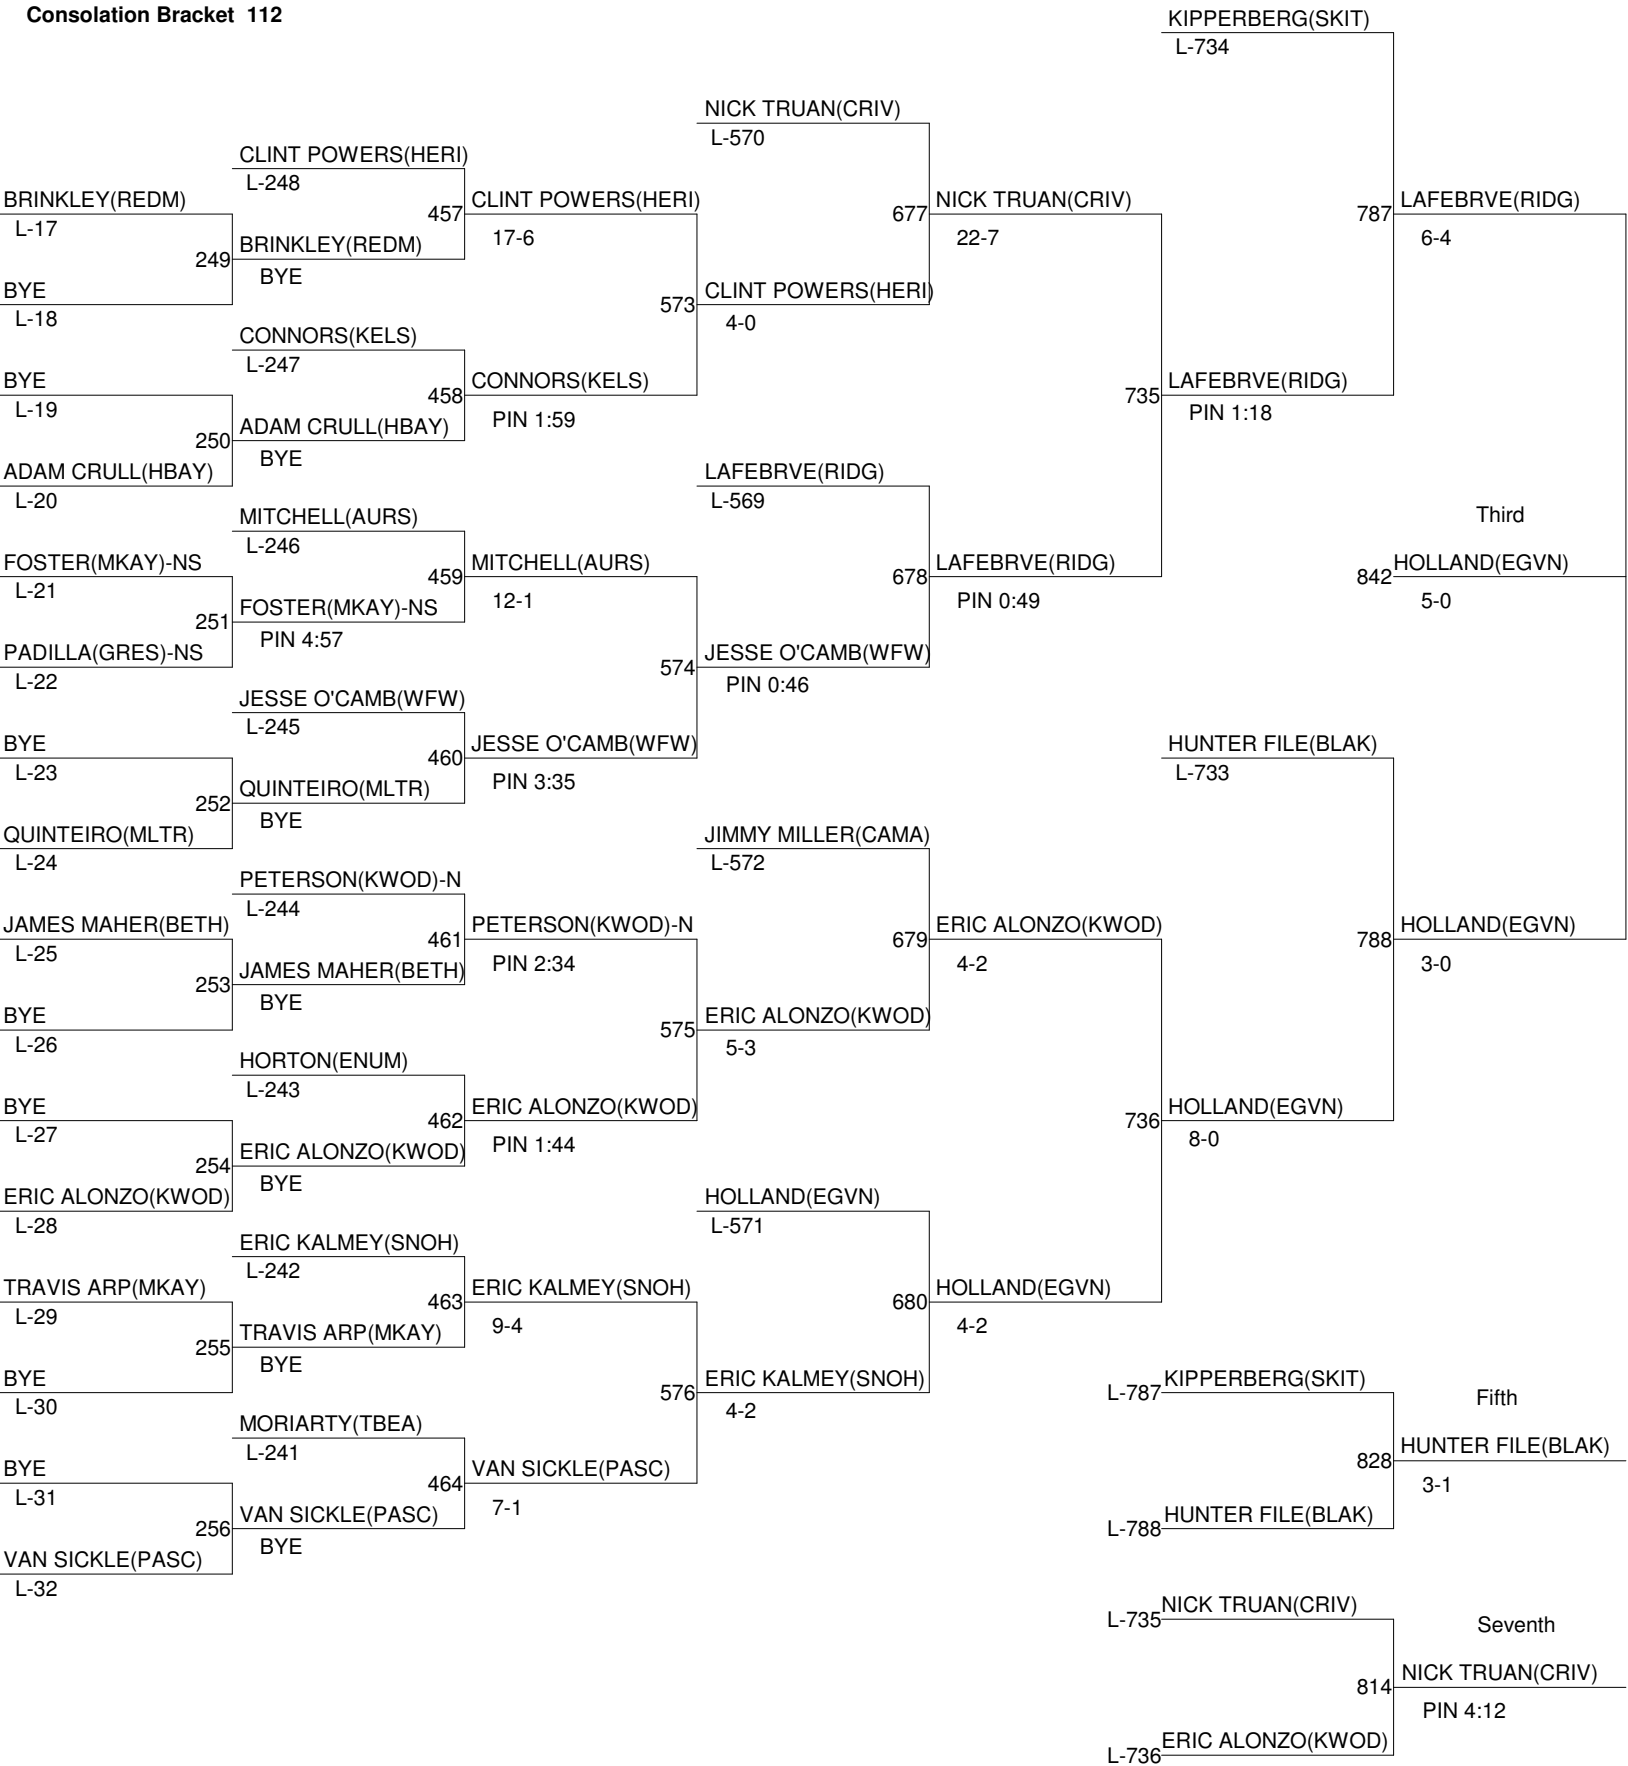 Consolation Bracket 112
KIPPERBERG(SKIT)
L-734
NICK TRUAN(CRIV)
L-570
CLINT POWERS(HERI)
L-248
BRINKLEY(REDM)
L-17
457
CLINT POWERS(HERI)
17-6
677
NICK TRUAN(CRIV)
22-7
787
LAFEBRVE(RIDG)
6-4
249
BRINKLEY(REDM)
BYE
BYE
L-18
573
CLINT POWERS(HERI)
4-0
CONNORS(KELS)
L-247
BYE
L-19
458
CONNORS(KELS)
PIN 1:59
735
LAFEBRVE(RIDG)
PIN 1:18
250
ADAM CRULL(HBAY)
BYE
ADAM CRULL(HBAY)
L-20
LAFEBRVE(RIDG)
L-569
MITCHELL(AURS)
L-246
Third
FOSTER(MKAY)-NS
L-21
459
MITCHELL(AURS)
12-1
678
LAFEBRVE(RIDG)
PIN 0:49
842
HOLLAND(EGVN)
5-0
251
FOSTER(MKAY)-NS
PIN 4:57
PADILLA(GRES)-NS
L-22
574
JESSE O'CAMB(WFW)
PIN 0:46
JESSE O'CAMB(WFW)
L-245
BYE
L-23
460
JESSE O'CAMB(WFW)
PIN 3:35
HUNTER FILE(BLAK)
L-733
252
QUINTEIRO(MLTR)
BYE
QUINTEIRO(MLTR)
L-24
JIMMY MILLER(CAMA)
L-572
PETERSON(KWOD)-N
L-244
JAMES MAHER(BETH)
L-25
461
PETERSON(KWOD)-N
PIN 2:34
679
ERIC ALONZO(KWOD)
4-2
788
HOLLAND(EGVN)
3-0
253
JAMES MAHER(BETH)
BYE
BYE
L-26
575
ERIC ALONZO(KWOD)
5-3
HORTON(ENUM)
L-243
BYE
L-27
462
ERIC ALONZO(KWOD)
PIN 1:44
736
HOLLAND(EGVN)
8-0
254
ERIC ALONZO(KWOD)
BYE
ERIC ALONZO(KWOD)
L-28
HOLLAND(EGVN)
L-571
ERIC KALMEY(SNOH)
L-242
TRAVIS ARP(MKAY)
L-29
463
ERIC KALMEY(SNOH)
9-4
680
HOLLAND(EGVN)
4-2
255
TRAVIS ARP(MKAY)
BYE
BYE
L-30
576
ERIC KALMEY(SNOH)
4-2
L-787
KIPPERBERG(SKIT)
Fifth
MORIARTY(TBEA)
L-241
828
HUNTER FILE(BLAK)
3-1
BYE
L-31
464
VAN SICKLE(PASC)
7-1
256
VAN SICKLE(PASC)
BYE
L-788
HUNTER FILE(BLAK)
VAN SICKLE(PASC)
L-32
L-735
NICK TRUAN(CRIV)
Seventh
814
NICK TRUAN(CRIV)
PIN 4:12
L-736
ERIC ALONZO(KWOD)